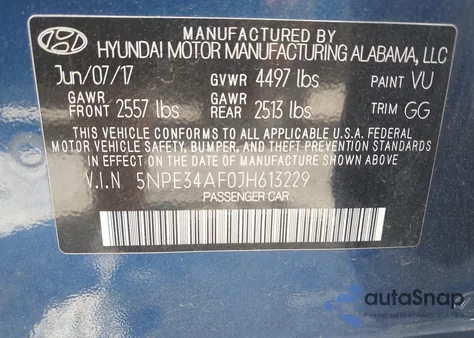 BY
HYUNDAI MOTOR MANUFACTURING ALABAMA, LLC
Jun/07/17 GVWR 4497 lbs PAINT VU
GAWR FRONT 2557 lbs GAWR REAR 2513 lbs TRIM GG
THIS VEHICLE CONFORMS TO ALL APPLICABLE U.S.A. FEDERAL
MOTOR VEHICLE SAFETY, BUMPER, AND THEFT PREVENTION STANDARDS
IN EFFECT ON THE DATE OF MANUFACTURE SHOWN ABOVE.
V.I.N 5NPE34AF0JH613229
PASSENGER CAR
autoSnap